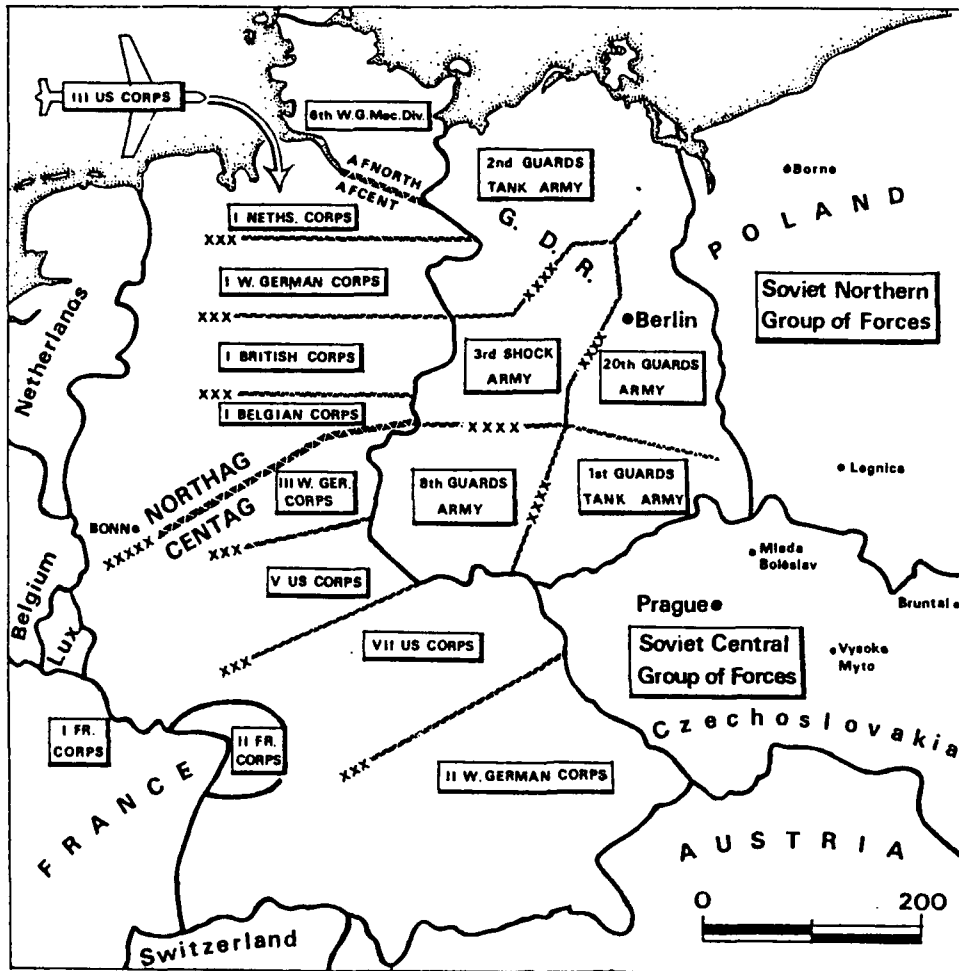 III US CORPS
6th W.G.Mec.Div.
AFNORTH
AFCENT
2nd GUARDS
TANK ARMY
Borne
POLAND
I NETHS. CORPS
XXX
G. D. R.
I W. GERMAN CORPS
XXX
XXXX
Soviet Northern
Group of Forces
Netherlands
Berlin
I BRITISH CORPS
3rd SHOCK
ARMY
XXXX
20th GUARDS
ARMY
XXX
I BELGIAN CORPS
XXXX
NORTHAG
CENTAG
III W. GER.
CORPS
8th GUARDS
ARMY
1st GUARDS
TANK ARMY
Legnica
BONN
XXXXX
XXXX
XXX
Mlada
Boleslav
Belgium
V US CORPS
Prague
Bruntal
Lux
VII US CORPS
Soviet Central
Group of Forces
Vysoke
Myto
XXX
Czechoslovakia
I FR.
CORPS
II FR.
CORPS
XXX
II W. GERMAN CORPS
FRANCE
AUSTRIA
0 200
Switzerland